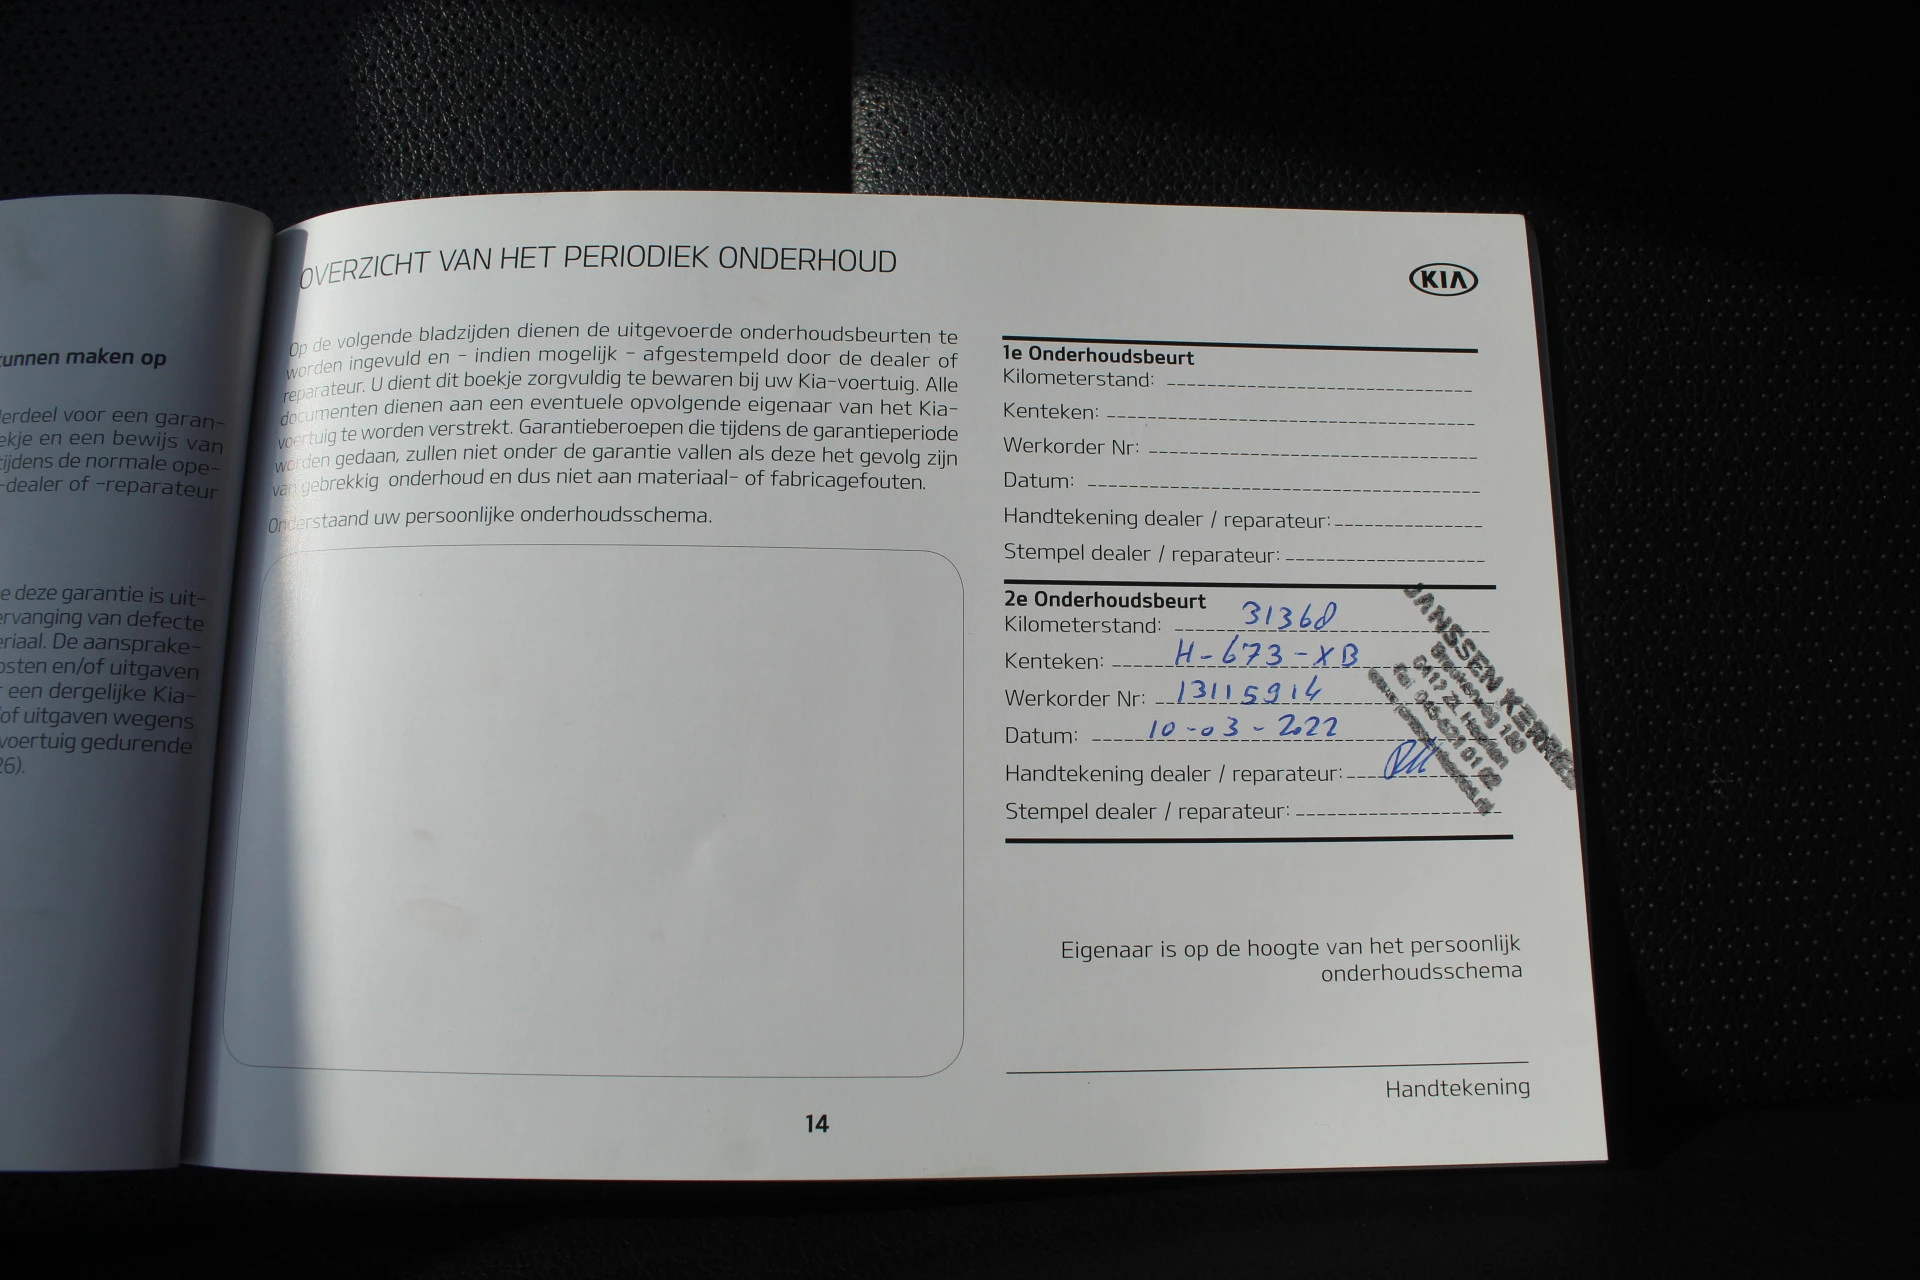 kunnen maken op
derdeel voor een garan-
ekje en een bewijs van
tijdens de normale ope-
-dealer of -reparateur
e deze garantie is uit-
ervanging van defecte
eriaal. De aansprake-
osten en/of uitgaven
r een dergelijke Kia-
/of uitgaven wegens
voertuig gedurende
26).
OVERZICHT VAN HET PERIODIEK ONDERHOUD
Op de volgende bladzijden dienen de uitgevoerde onderhoudsbeurten te
worden ingevuld en - indien mogelijk - afgestempeld door de dealer of
reparateur. U dient dit boekje zorgvuldig te bewaren bij uw Kia-voertuig. Alle
documenten dienen aan een eventuele opvolgende eigenaar van het Kia-
voertuig te worden verstrekt. Garantieberoepen die tijdens de garantieperiode
worden gedaan, zullen niet onder de garantie vallen als deze het gevolg zijn
van gebrekkig onderhoud en dus niet aan materiaal- of fabricagefouten.
Onderstaand uw persoonlijke onderhoudsschema.
14
KIA
1e Onderhoudsbeurt
Kilometerstand:
Kenteken:
Werkorder Nr:
Datum:
Handtekening dealer / reparateur:
Stempel dealer / reparateur:
2e Onderhoudsbeurt
Kilometerstand: 31360
Kenteken: H-673-XB
Werkorder Nr: 13115914
Datum: 10-03-2022
Handtekening dealer / reparateur:
Stempel dealer / reparateur:
JANSSEN KERRES
6417 ZL Heerlen
Eigenaar is op de hoogte van het persoonlijk
onderhoudsschema
Handtekening